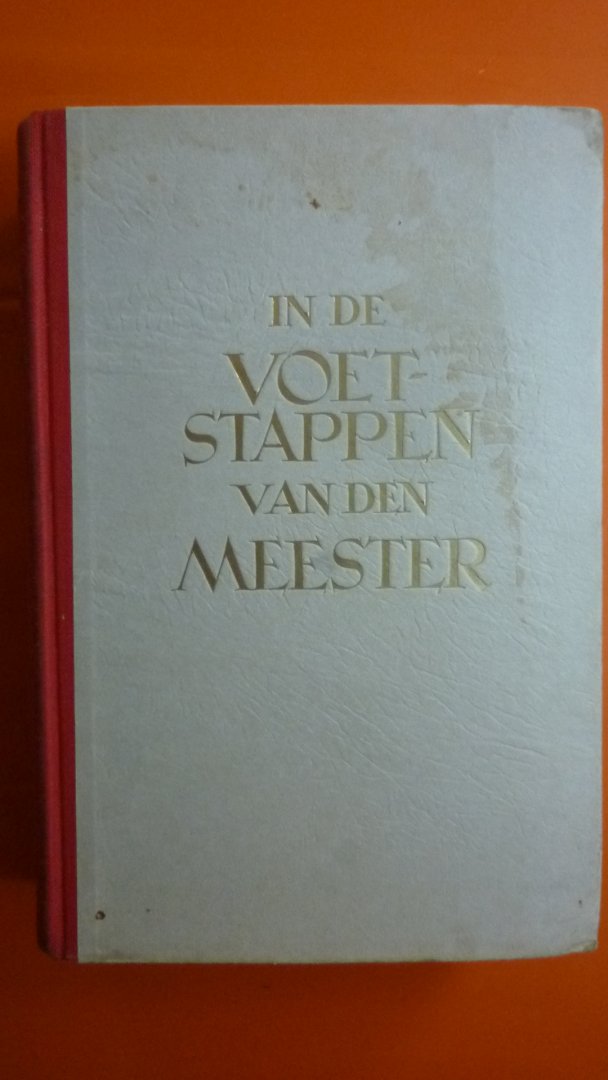 IN DE
VOET-
STAPPEN
VAN DEN
MEESTER